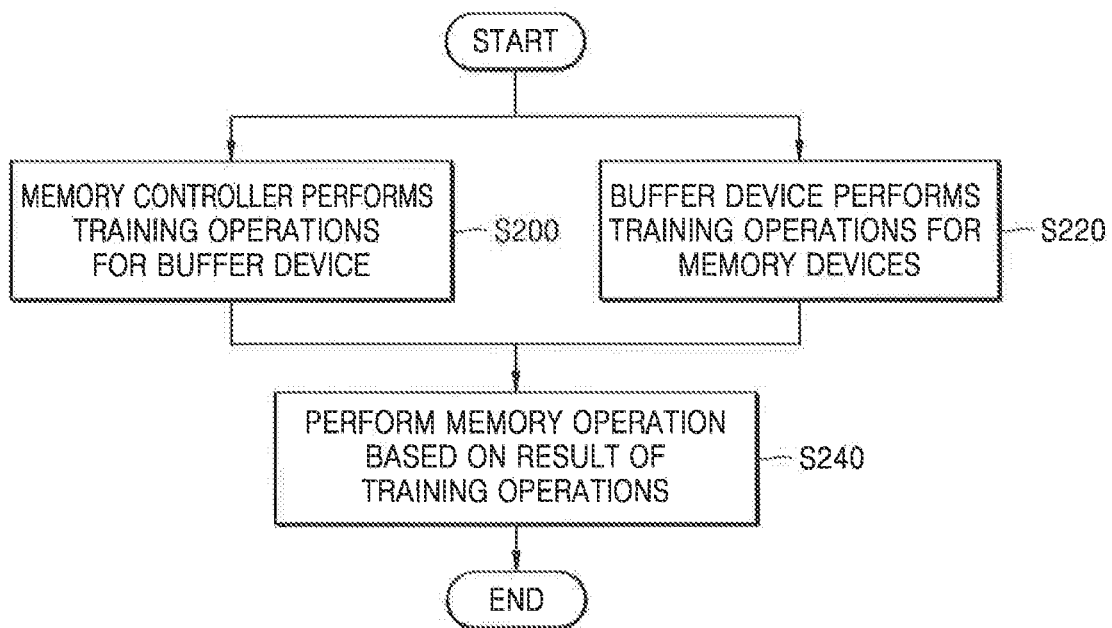 START
MEMORY CONTROLLER PERFORMS
TRAINING OPERATIONS
FOR BUFFER DEVICE
S200
BUFFER DEVICE PERFORMS
TRAINING OPERATIONS FOR
MEMORY DEVICES
S220
PERFORM MEMORY OPERATION
BASED ON RESULT OF
TRAINING OPERATIONS
S240
END